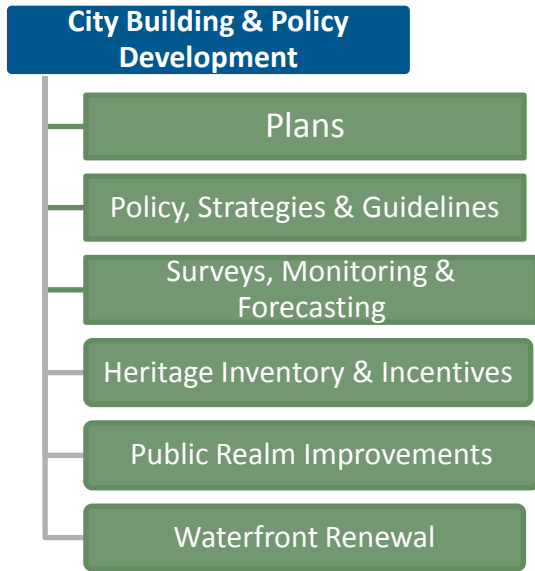 City Building & Policy
Development
Plans
Policy, Strategies & Guidelines
Surveys, Monitoring &
Forecasting
Heritage Inventory & Incentives
Public Realm Improvements
Waterfront Renewal